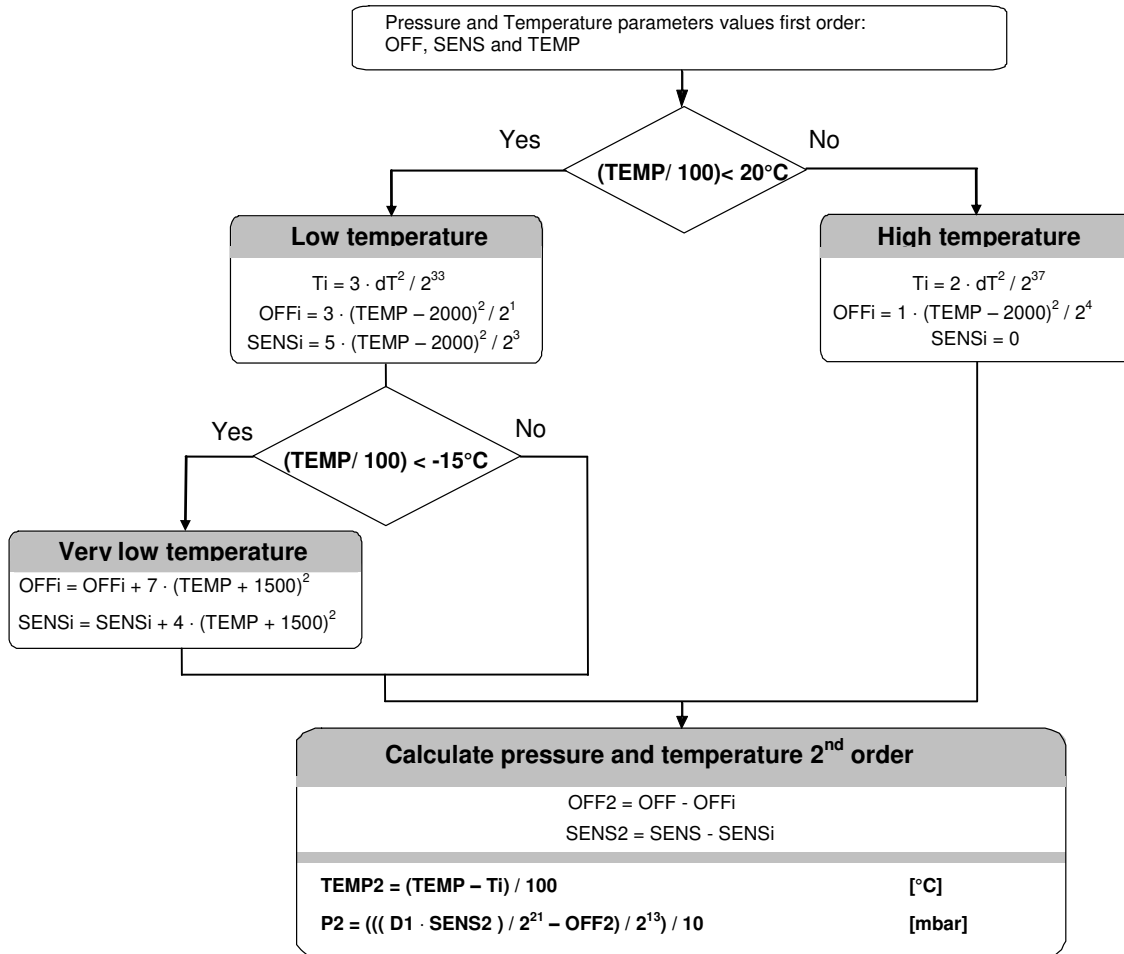 Pressure and Temperature parameters values first order:
OFF, SENS and TEMP
Yes
No
(TEMP/ 100)< 20°C
Low temperature
Ti = 3 · dT² / 2³³
OFFi = 3 · (TEMP – 2000)² / 2¹
SENSi = 5 · (TEMP – 2000)² / 2³
High temperature
Ti = 2 · dT² / 2³⁷
OFFi = 1 · (TEMP – 2000)² / 2⁴
SENSi = 0
Yes
No
(TEMP/ 100) < -15°C
Very low temperature
OFFi = OFFi + 7 · (TEMP + 1500)²
SENSi = SENSi + 4 · (TEMP + 1500)²
Calculate pressure and temperature 2ⁿᵈ order
OFF2 = OFF - OFFi
SENS2 = SENS - SENSi
TEMP2 = (TEMP – Ti) / 100 [°C]
P2 = ((( D1 · SENS2 ) / 2²¹ – OFF2) / 2¹³) / 10 [mbar]